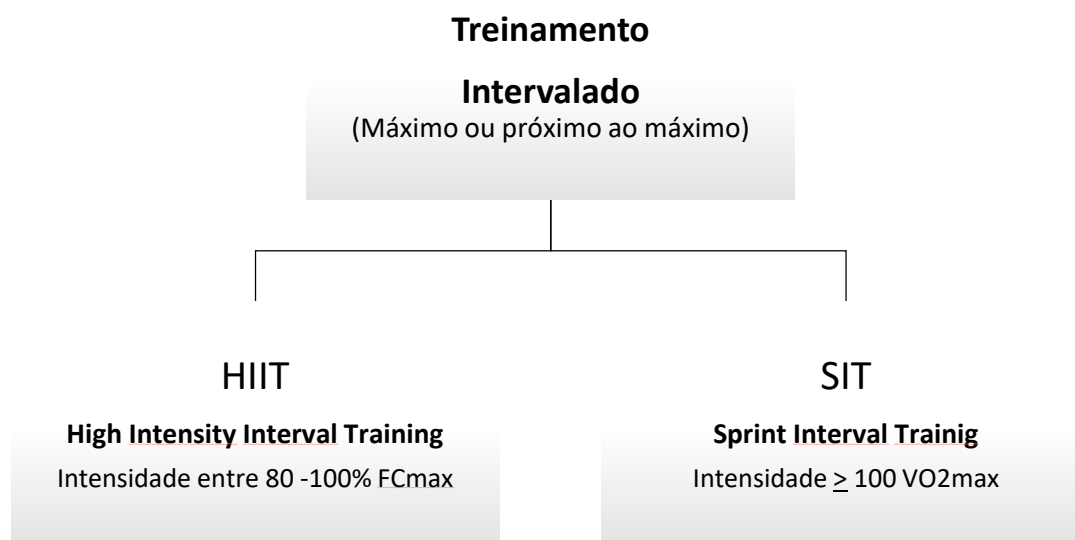 Treinamento
Intervalado
(Máximo ou próximo ao máximo)
HIIT
High Intensity Interval Training
Intensidade entre 80 -100% FCmax
SIT
Sprint Interval Trainig
Intensidade ≥ 100 VO2max